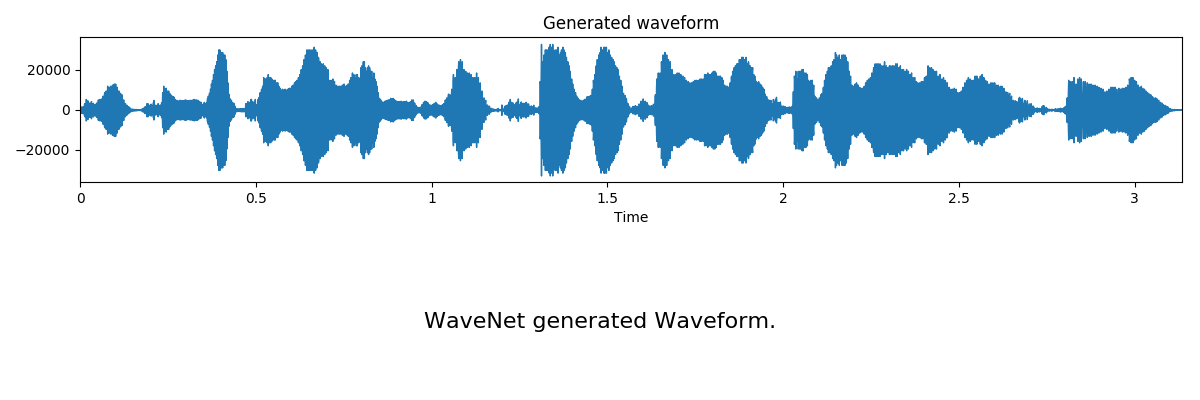 Generated waveform
20000
0
−20000
0 0.5 1 1.5 2 2.5 3
Time
WaveNet generated Waveform.